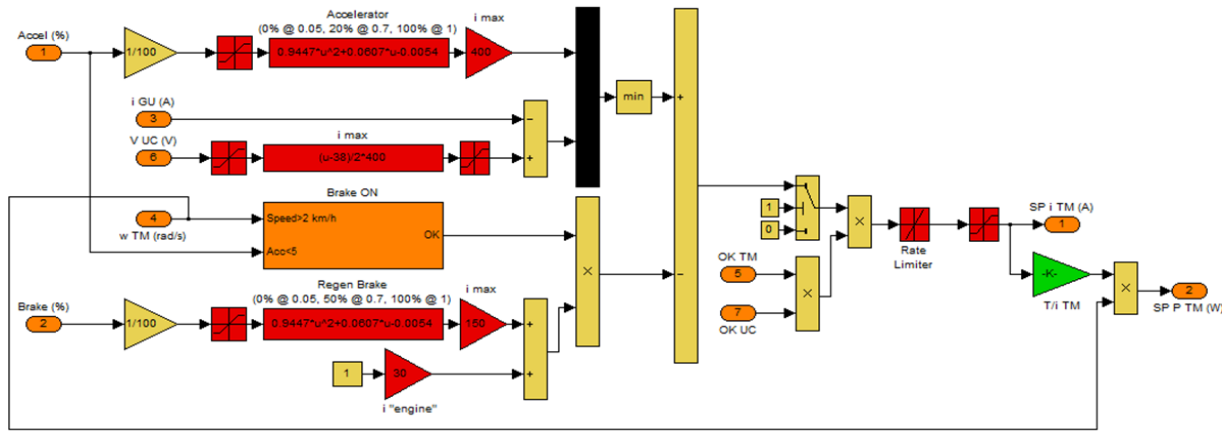 Accelerator
(0% @ 0.05, 20% @ 0.7, 100% @ 1)
i max
Accel (%)
1
1/100
0.9447*u^2+0.0607*u-0.0054
400
min
+
i GU (A)
3
−
V UC (V)
6
i max
(u-38)/2*400
+
Brake ON
4
w TM (rad/s)
Speed>2 km/h
OK
Acc<5
×
−
1
0
×
Rate
Limiter
SP i TM (A)
1
OK TM
5
×
7
OK UC
-K-
T/i TM
×
2
SP P TM (W)
Regen Brake
(0% @ 0.05, 50% @ 0.7, 100% @ 1)
i max
Brake (%)
2
1/100
0.9447*u^2+0.0607*u-0.0054
150
+
1
30
+
i "engine"